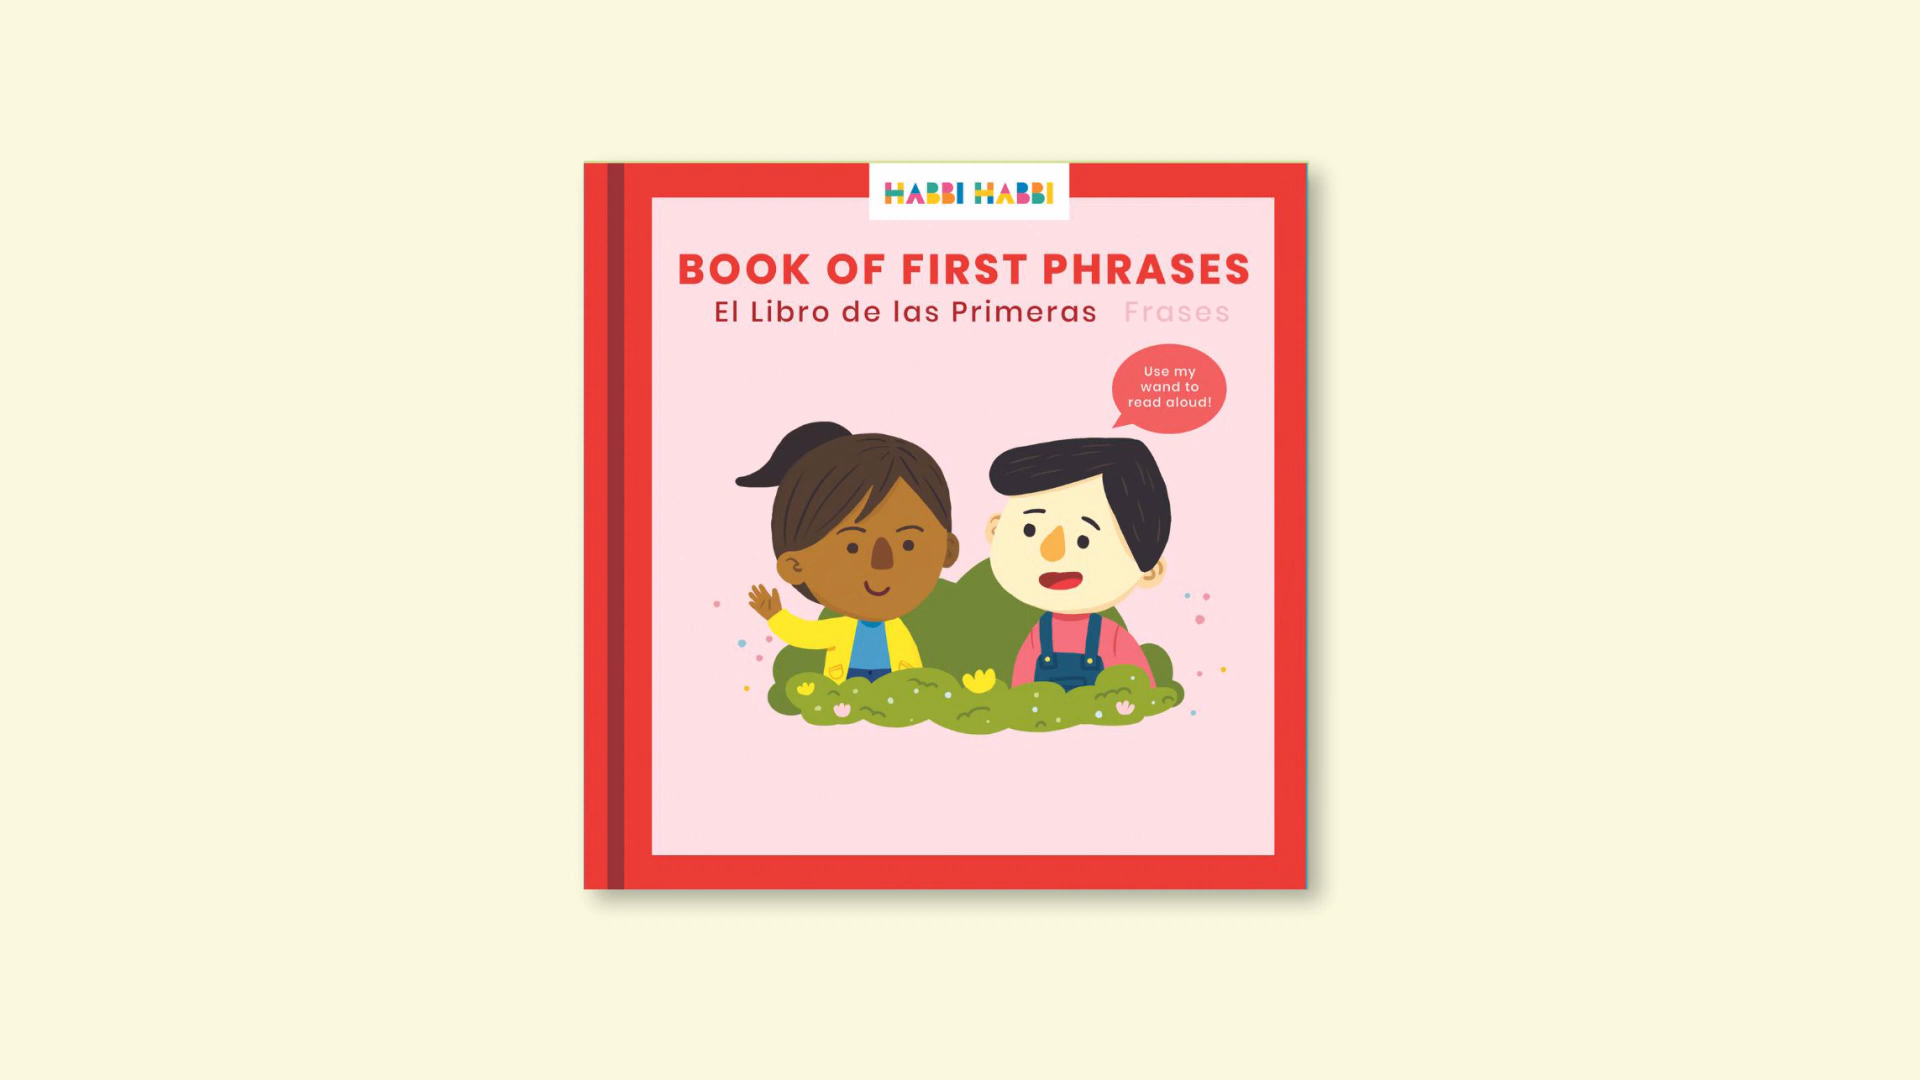 HABBI HABBI
BOOK OF FIRST PHRASES
El Libro de las Primeras Frases
Use my
wand to
read aloud!